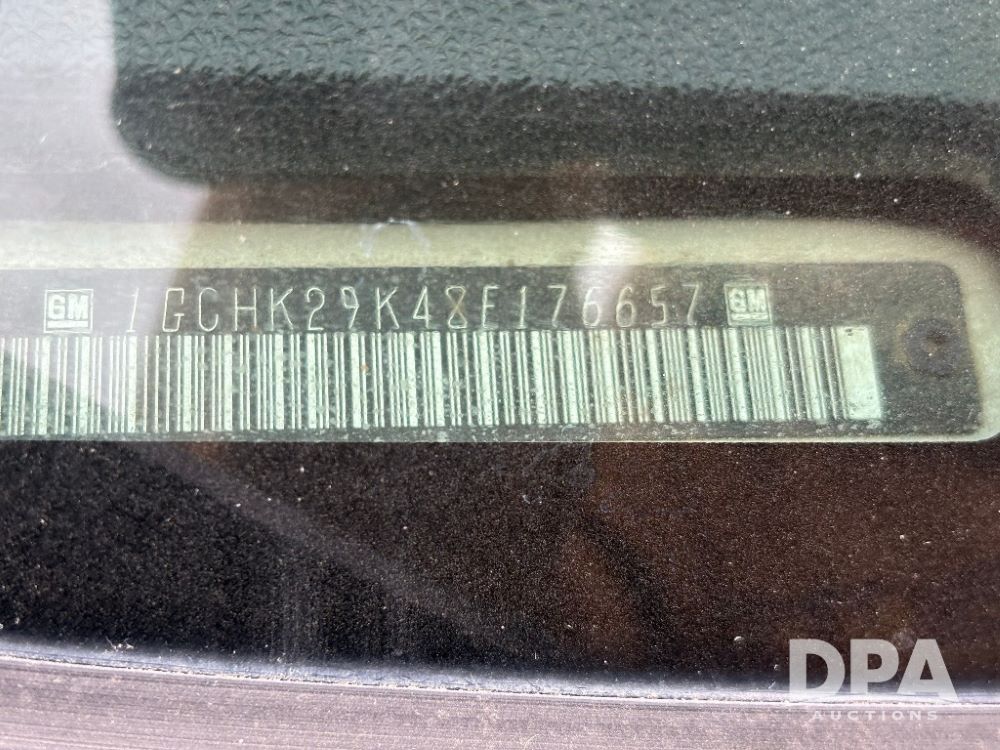 GM 1GCHK29K48E176657 GM
DPA
AUCTIONS